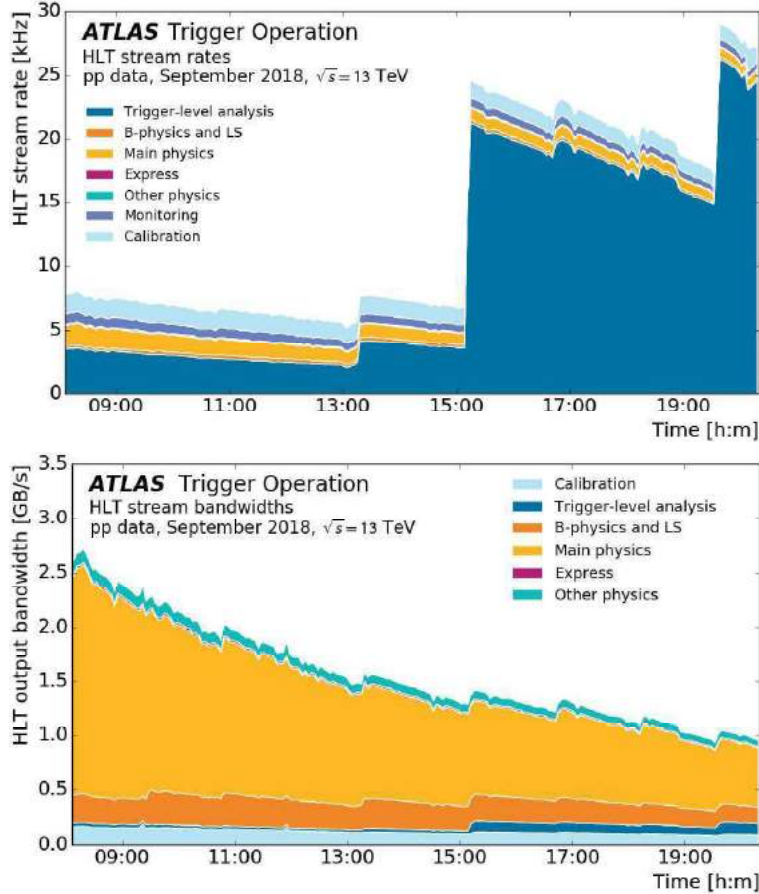 ATLAS Trigger Operation
HLT stream rates
pp data, September 2018, √s = 13 TeV
Trigger-level analysis
B-physics and LS
Main physics
Express
Other physics
Monitoring
Calibration
HLT stream rate [kHz]
30
25
20
15
10
5
0
09:00 11:00 13:00 15:00 17:00 19:00
Time [h:m]
ATLAS Trigger Operation
HLT stream bandwidths
pp data, September 2018, √s = 13 TeV
Calibration
Trigger-level analysis
B-physics and LS
Main physics
Express
Other physics
HLT output bandwidth [GB/s]
3.5
3.0
2.5
2.0
1.5
1.0
0.5
0.0
09:00 11:00 13:00 15:00 17:00 19:00
Time [h:m]